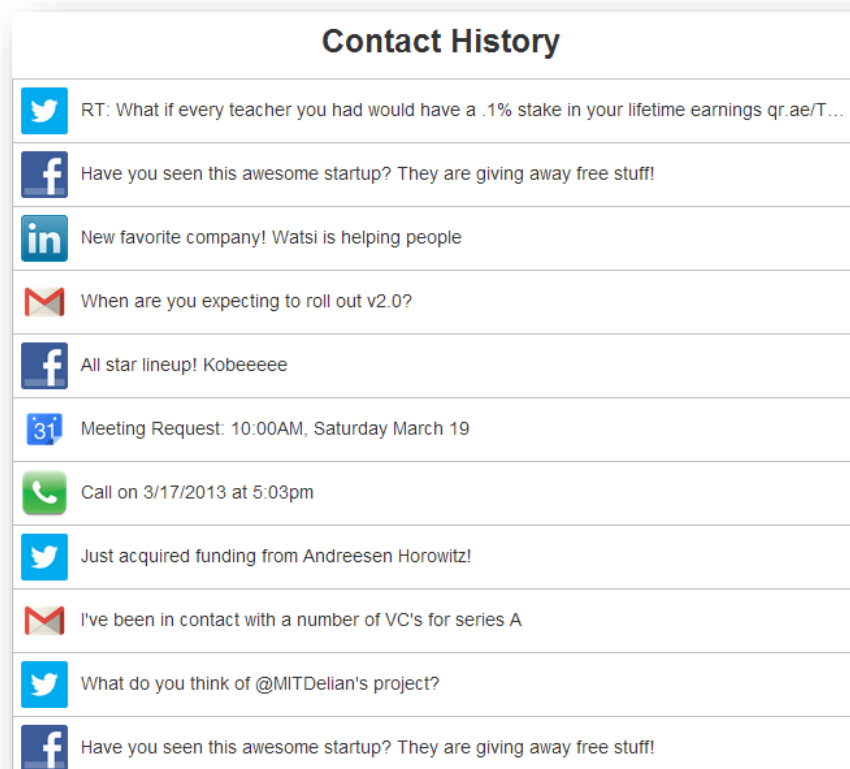 Contact History
RT: What if every teacher you had would have a .1% stake in your lifetime earnings qr.ae/T...
Have you seen this awesome startup? They are giving away free stuff!
in
New favorite company! Watsi is helping people
When are you expecting to roll out v2.0?
All star lineup! Kobeeeee
31
Meeting Request: 10:00AM, Saturday March 19
Call on 3/17/2013 at 5:03pm
Just acquired funding from Andreesen Horowitz!
I've been in contact with a number of VC's for series A
What do you think of @MITDelian's project?
Have you seen this awesome startup? They are giving away free stuff!